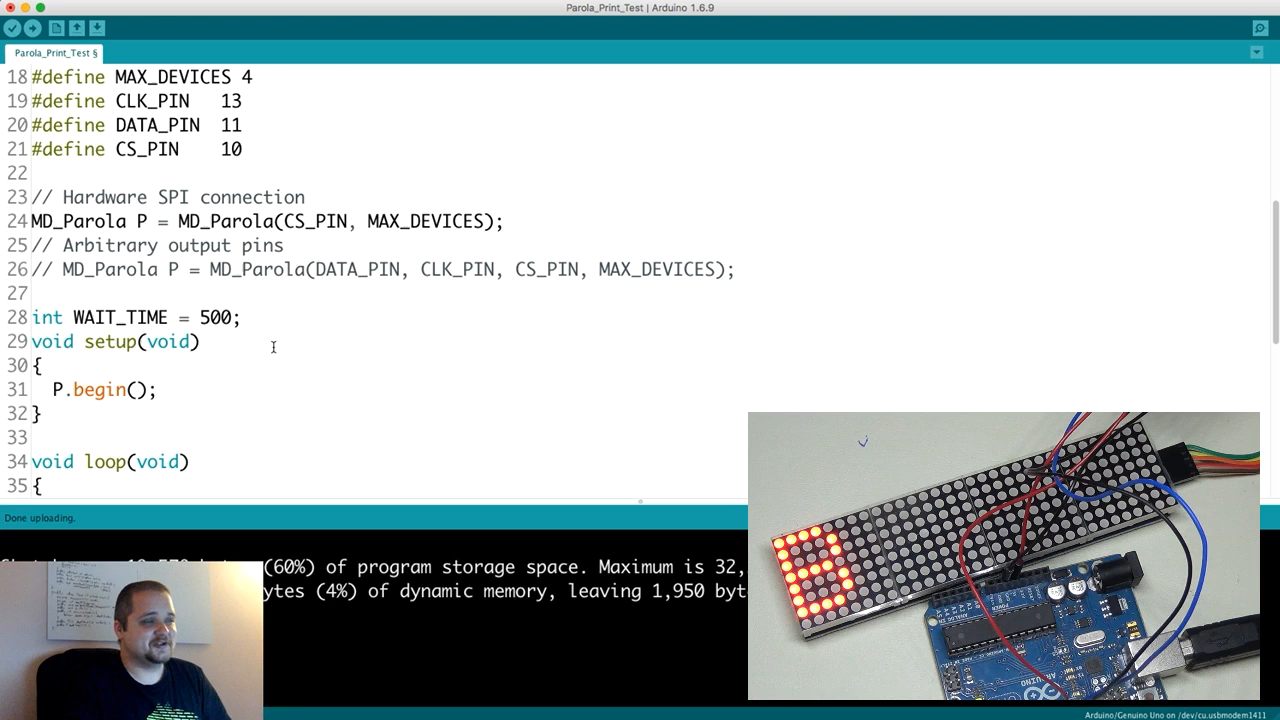 Parola_Print_Test | Arduino 1.6.9
Parola_Print_Test §
18 #define MAX_DEVICES 4
19 #define CLK_PIN   13
20 #define DATA_PIN  11
21 #define CS_PIN    10
22
23 // Hardware SPI connection
24 MD_Parola P = MD_Parola(CS_PIN, MAX_DEVICES);
25 // Arbitrary output pins
26 // MD_Parola P = MD_Parola(DATA_PIN, CLK_PIN, CS_PIN, MAX_DEVICES);
27
28 int WAIT_TIME = 500;
29 void setup(void)
30 {
31   P.begin();
32 }
33
34 void loop(void)
35 {
Done uploading.
(60%) of program storage space. Maximum is 32,
ytes (4%) of dynamic memory, leaving 1,950 byt
B
ARDUINO
Arduino/Genuino Uno on /dev/cu.usbmodem1411